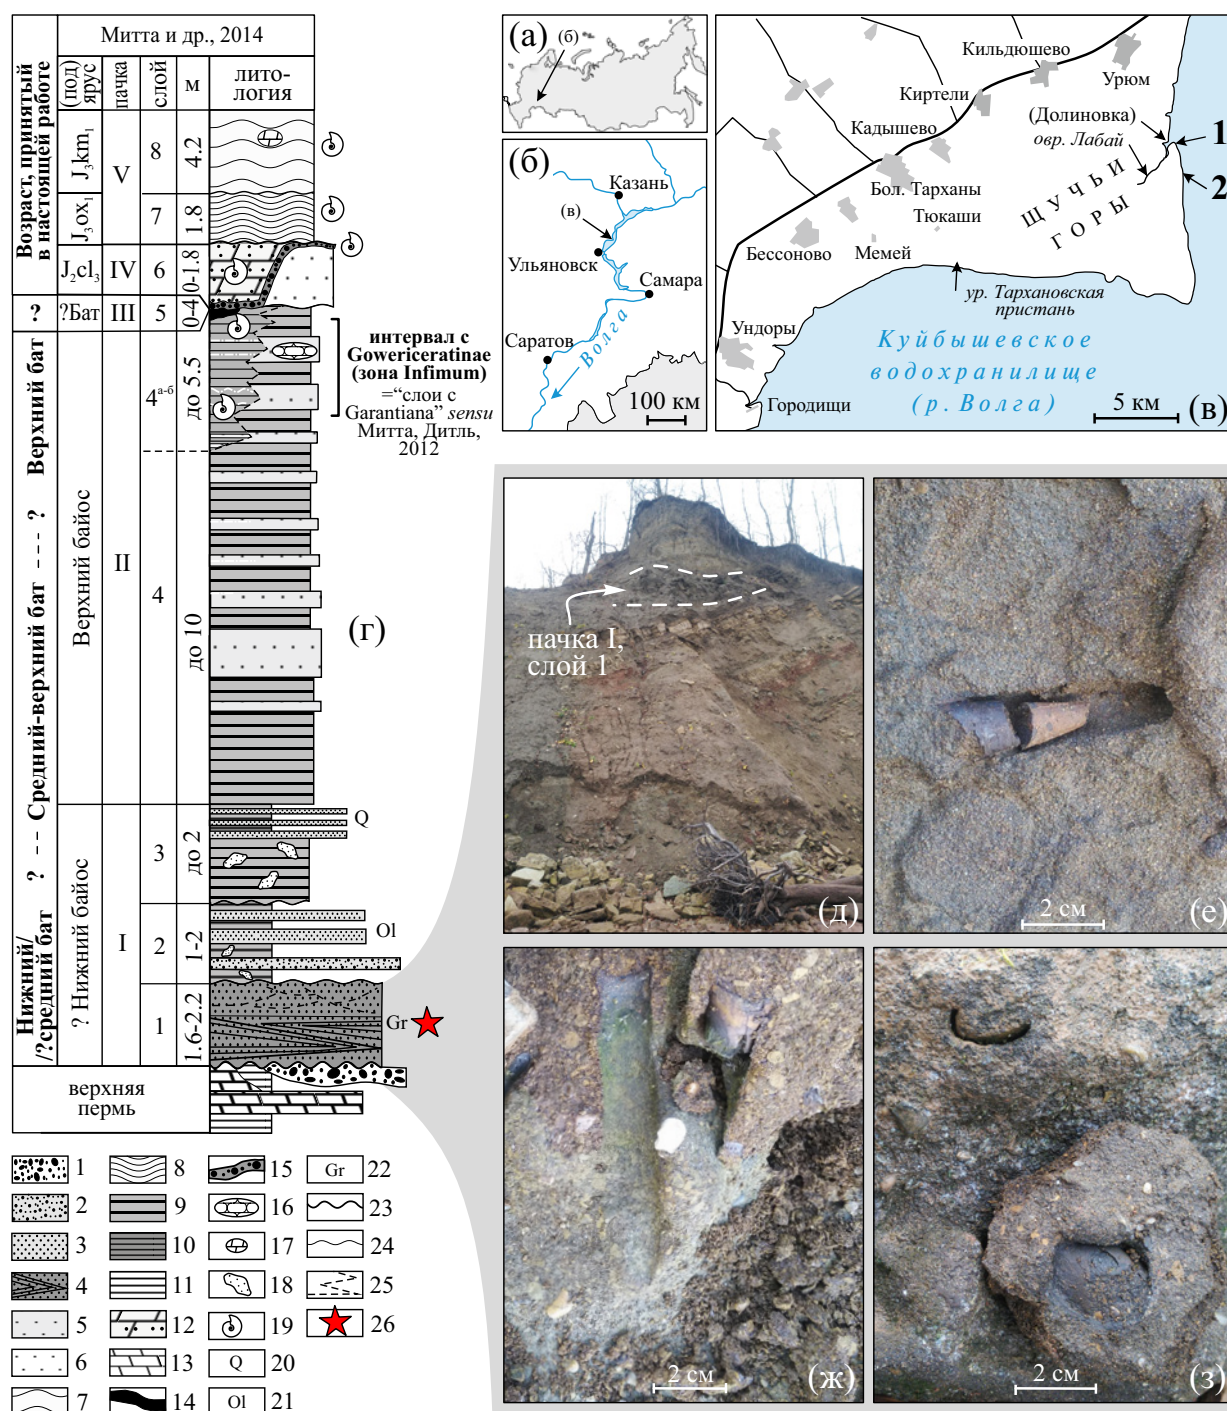 Митта и др., 2014
Возраст, принятый
в настоящей работе
(под)
ярус
пачка
слой
м
лито-
логия
J₃km₁
V
8
4.2
J₃ox₁
7
1.8
J₂cl₃
IV
6
0-1.8
?
?Бат
III
5
0-4
Верхний бат
?
Средний-верхний бат
?
Нижний/
/?средний бат
Верхний байос
II
4а-б
до 5.5
4
до 10
интервал с
Gowericeratinae
(зона Infimum)
=“слои с
Garantiana” sensu
Митта, Дитль,
2012
(г)
? Нижний байос
I
3
до 2
Q
2
1-2
Ol
1
1.6-2.2
Gr
верхняя
пермь
1
2
3
4
5
6
7
8
9
10
11
12
13
14
15
16
17
18
19
Q
20
Ol
21
Gr
22
23
24
25
26
(а)
(б)
(б)
Казань
(в)
Ульяновск
Самара
Саратов
Волга
100 км
Кильдюшево
Урюм
Киртели
(Долиновка)
овр. Лабай
1
2
Кадышево
Бол. Тарханы
Тюкаши
ЩУЧЬИ
ГОРЫ
Бессоново
Мемей
ур. Тархановская
пристань
Ундоры
Куйбышевское
водохранилище
(р. Волга)
Городищи
5 км
(в)
пачка I,
слой 1
(д)
2 см
(е)
2 см
(ж)
2 см
(з)